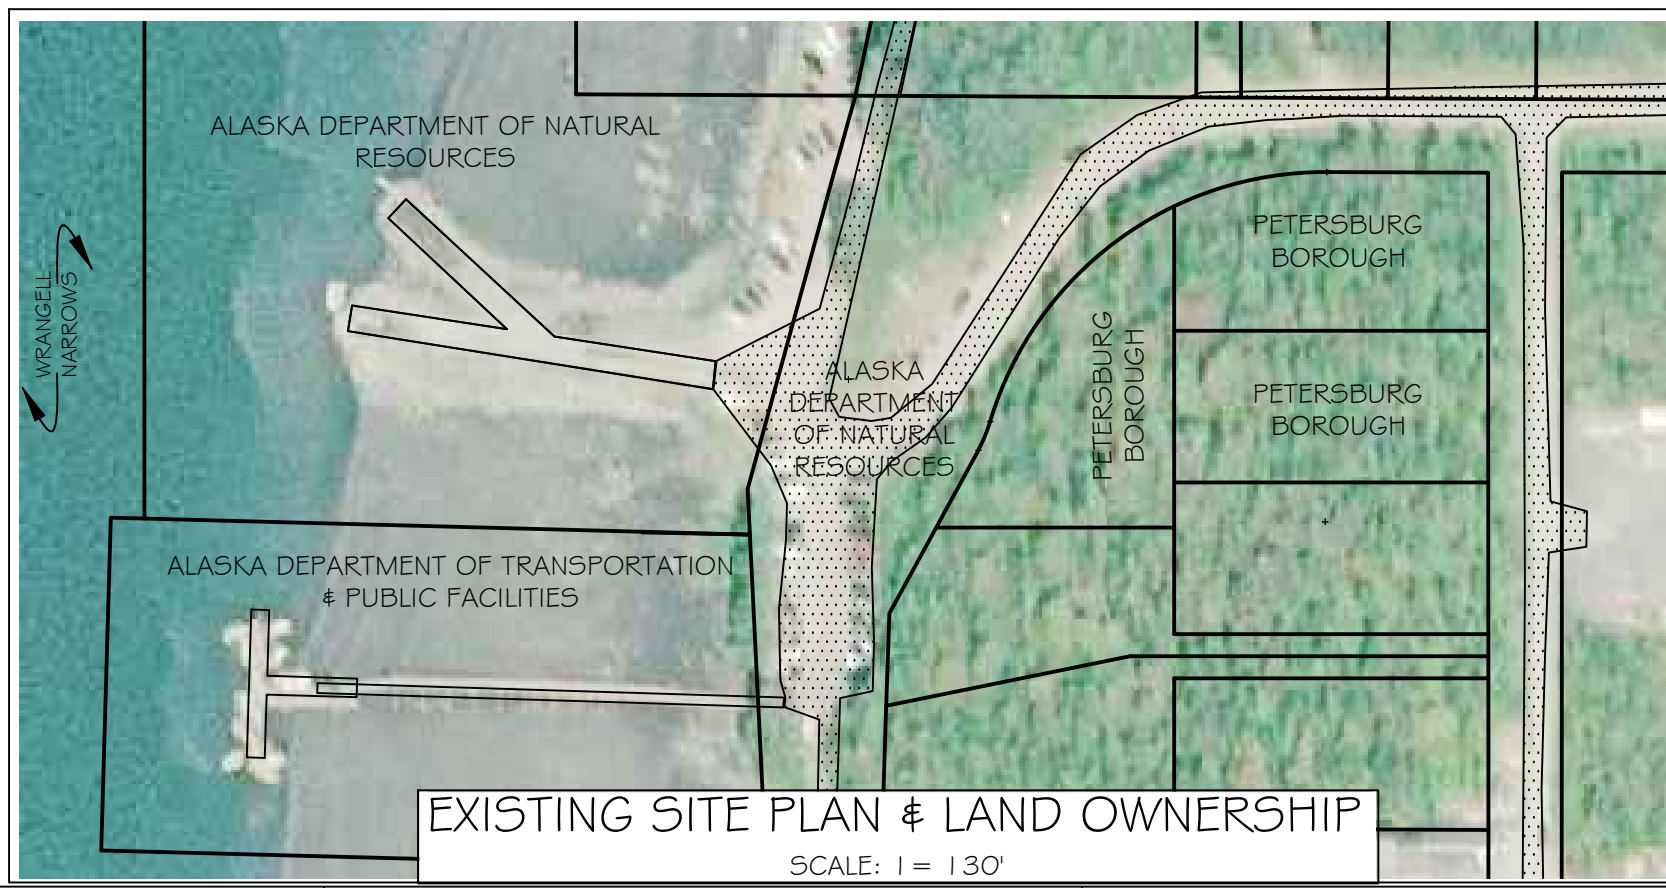 ALASKA DEPARTMENT OF NATURAL
RESOURCES
WRANGELL
NARROWS
PETERSBURG
BOROUGH
PETERSBURG
BOROUGH
ALASKA
DEPARTMENT
OF NATURAL
RESOURCES
PETERSBURG
BOROUGH
ALASKA DEPARTMENT OF TRANSPORTATION
& PUBLIC FACILITIES
EXISTING SITE PLAN & LAND OWNERSHIP
SCALE: 1 = 130'